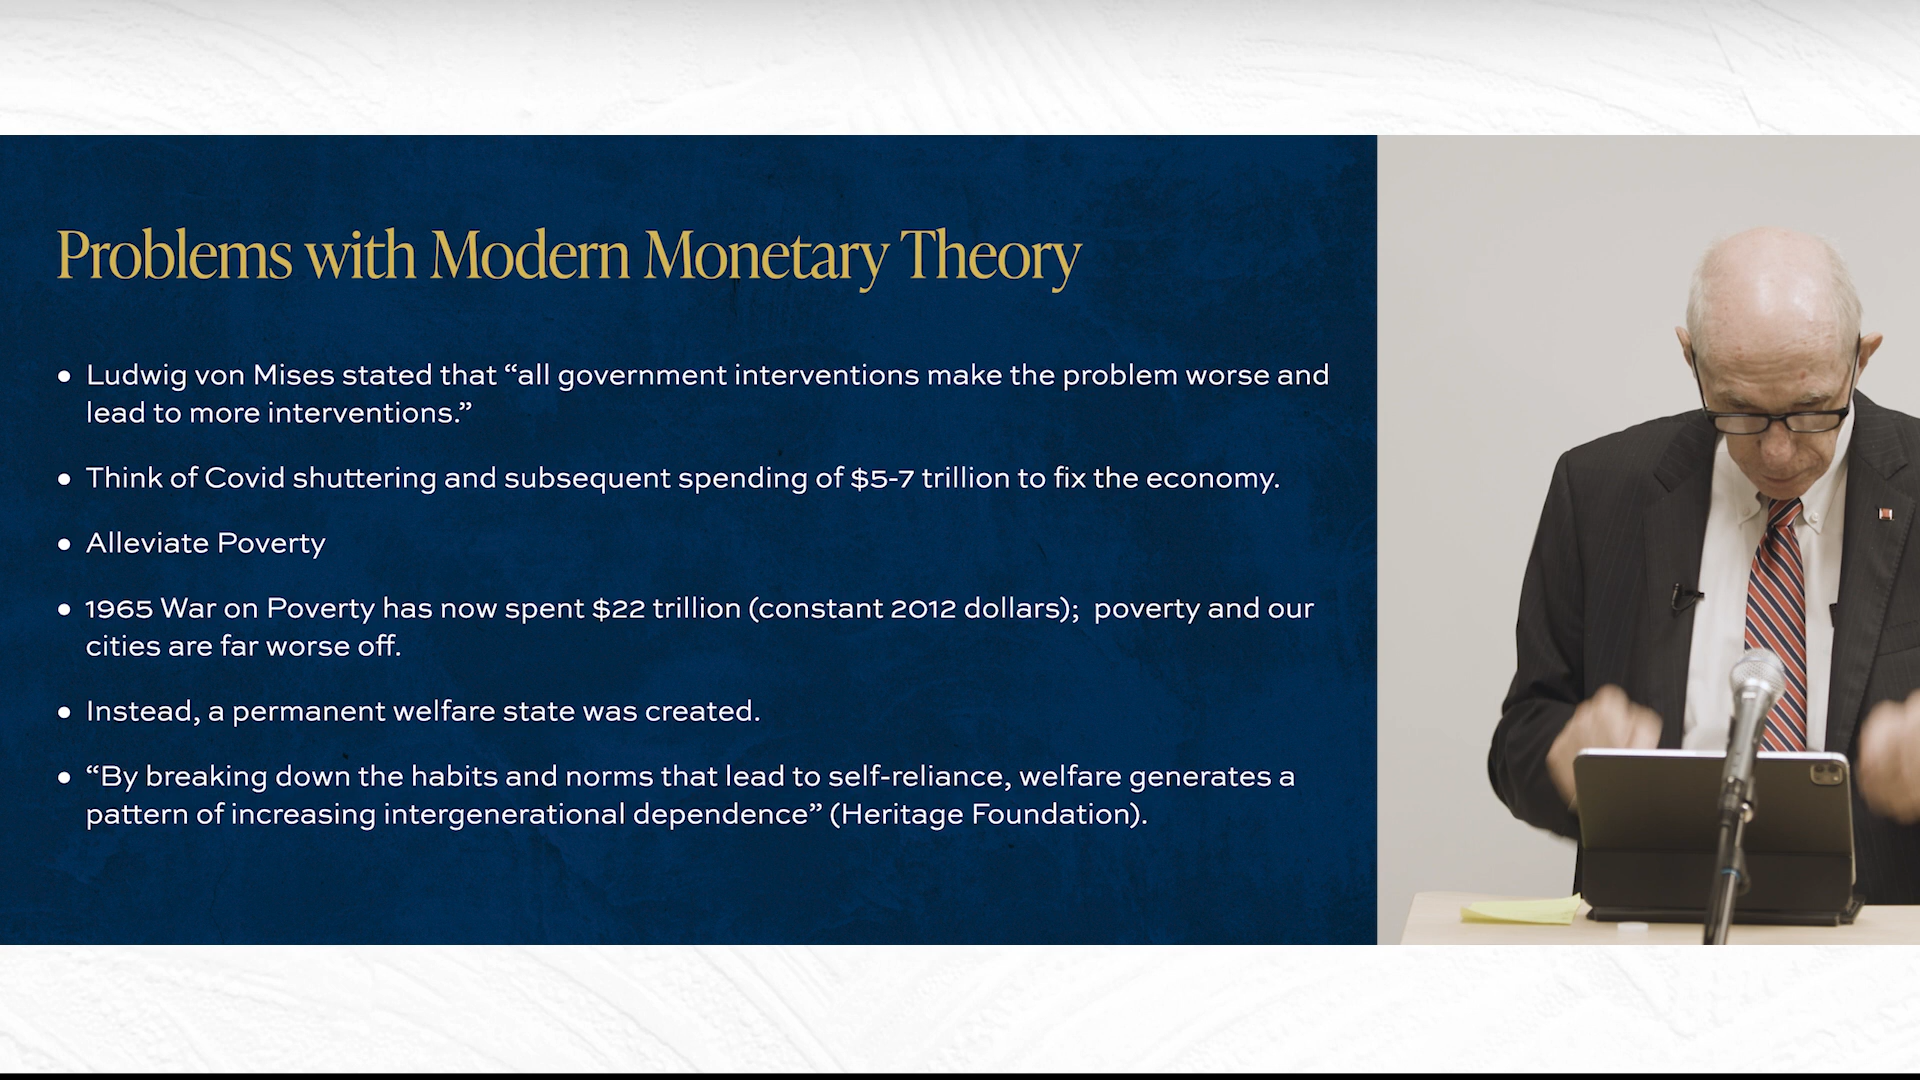 Problems with Modern Monetary Theory
• Ludwig von Mises stated that “all government interventions make the problem worse and
lead to more interventions.”
• Think of Covid shuttering and subsequent spending of $5-7 trillion to fix the economy.
• Alleviate Poverty
• 1965 War on Poverty has now spent $22 trillion (constant 2012 dollars);  poverty and our
cities are far worse off.
• Instead, a permanent welfare state was created.
• “By breaking down the habits and norms that lead to self-reliance, welfare generates a
pattern of increasing intergenerational dependence” (Heritage Foundation).